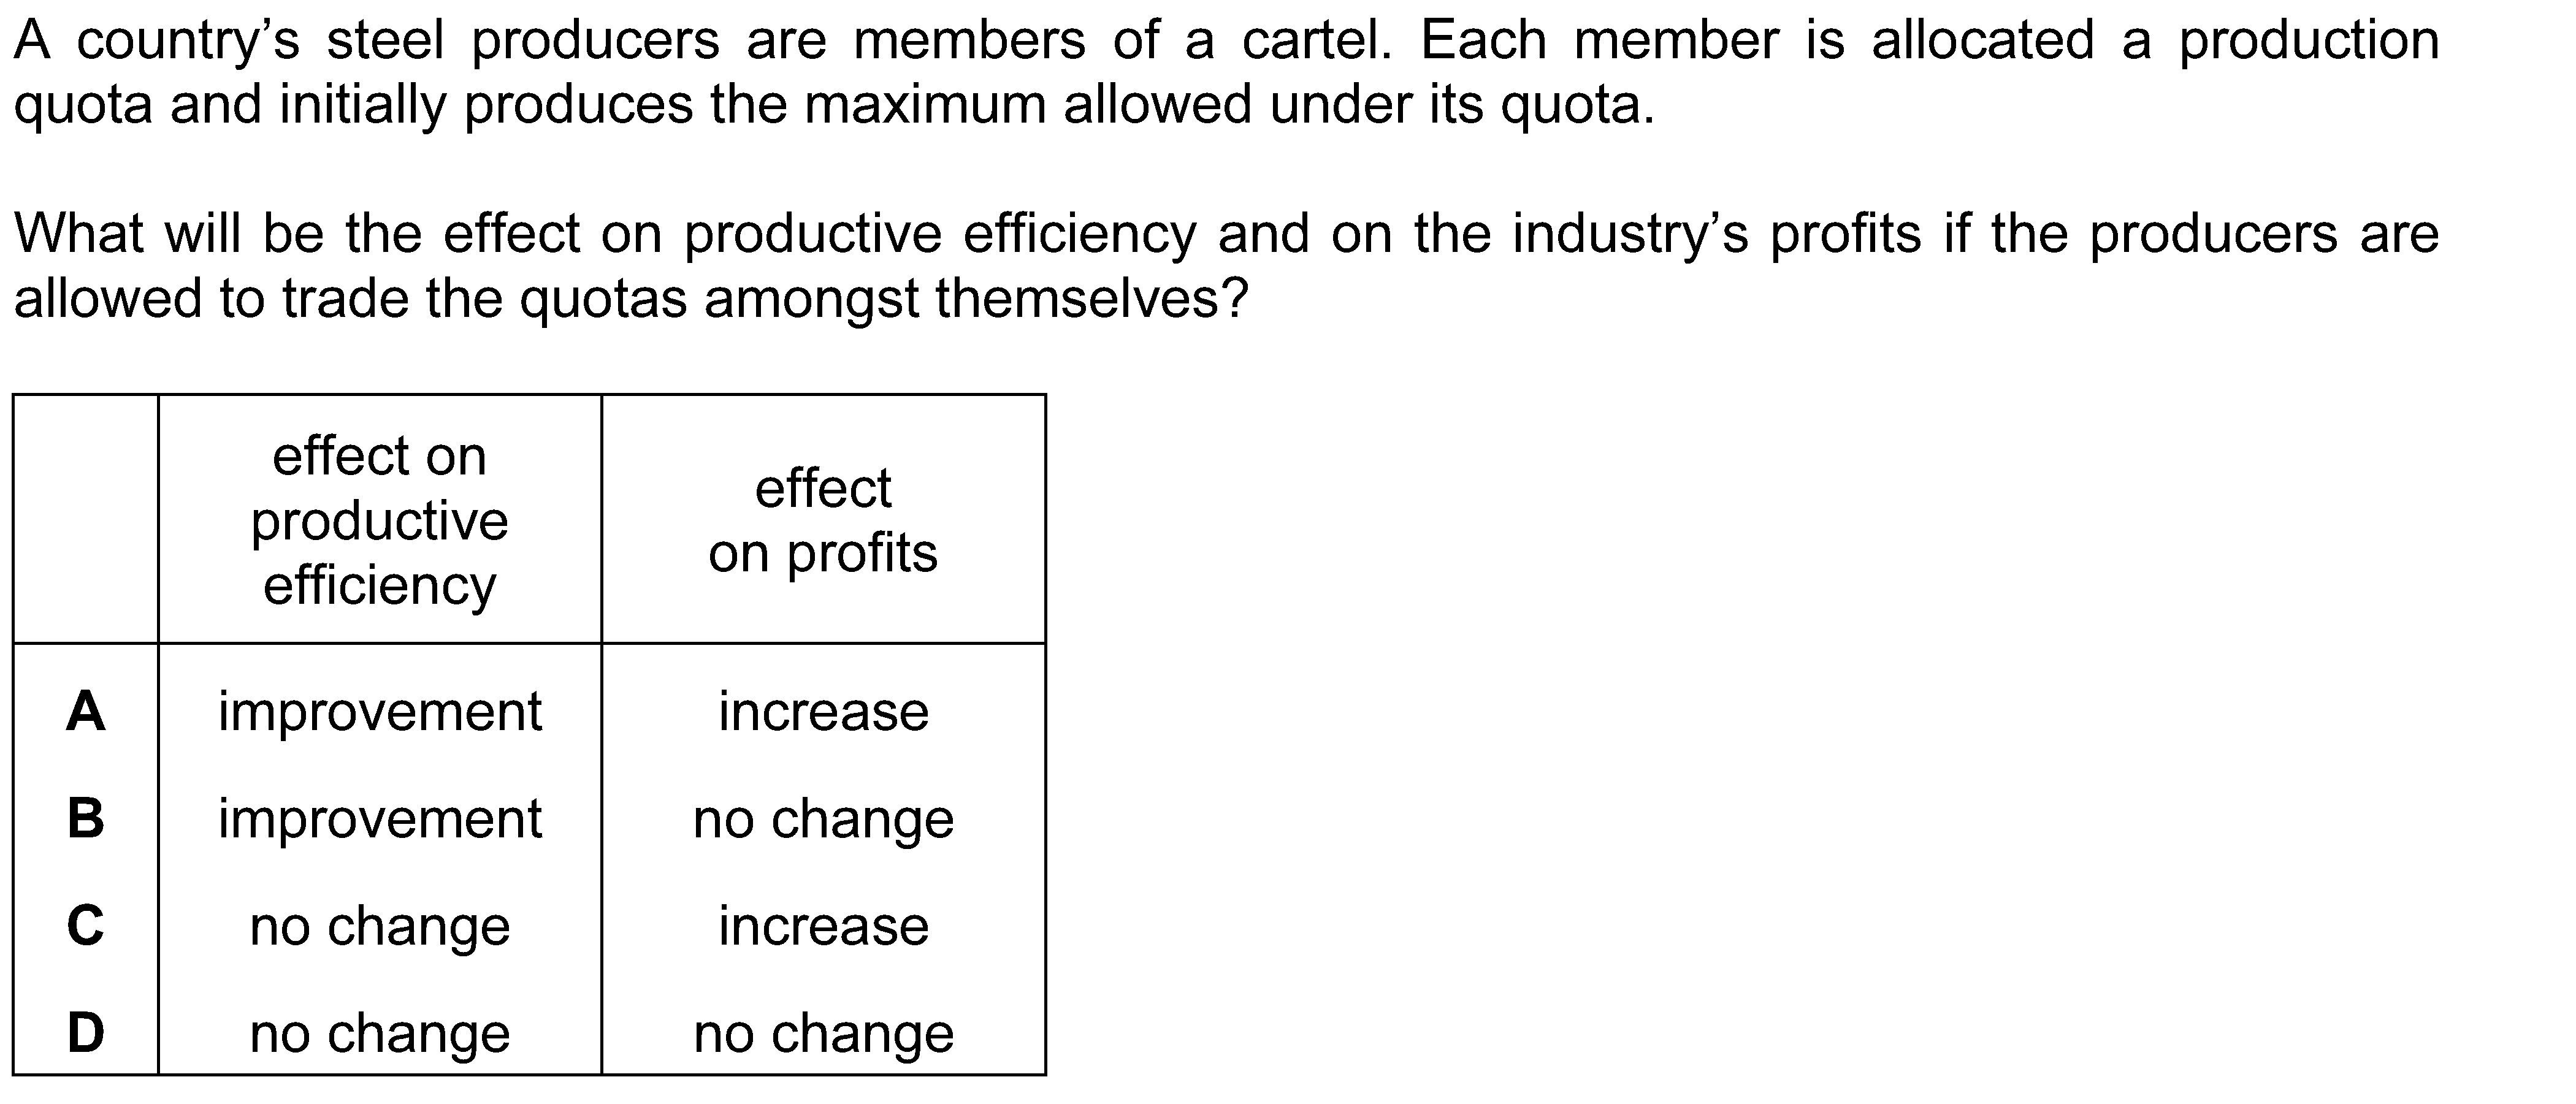 A country’s steel producers are members of a cartel. Each member is allocated a production
quota and initially produces the maximum allowed under its quota.
What will be the effect on productive efficiency and on the industry’s profits if the producers are
allowed to trade the quotas amongst themselves?
effect on
productive
efficiency
effect
on profits
A improvement increase
B improvement no change
C no change increase
D no change no change